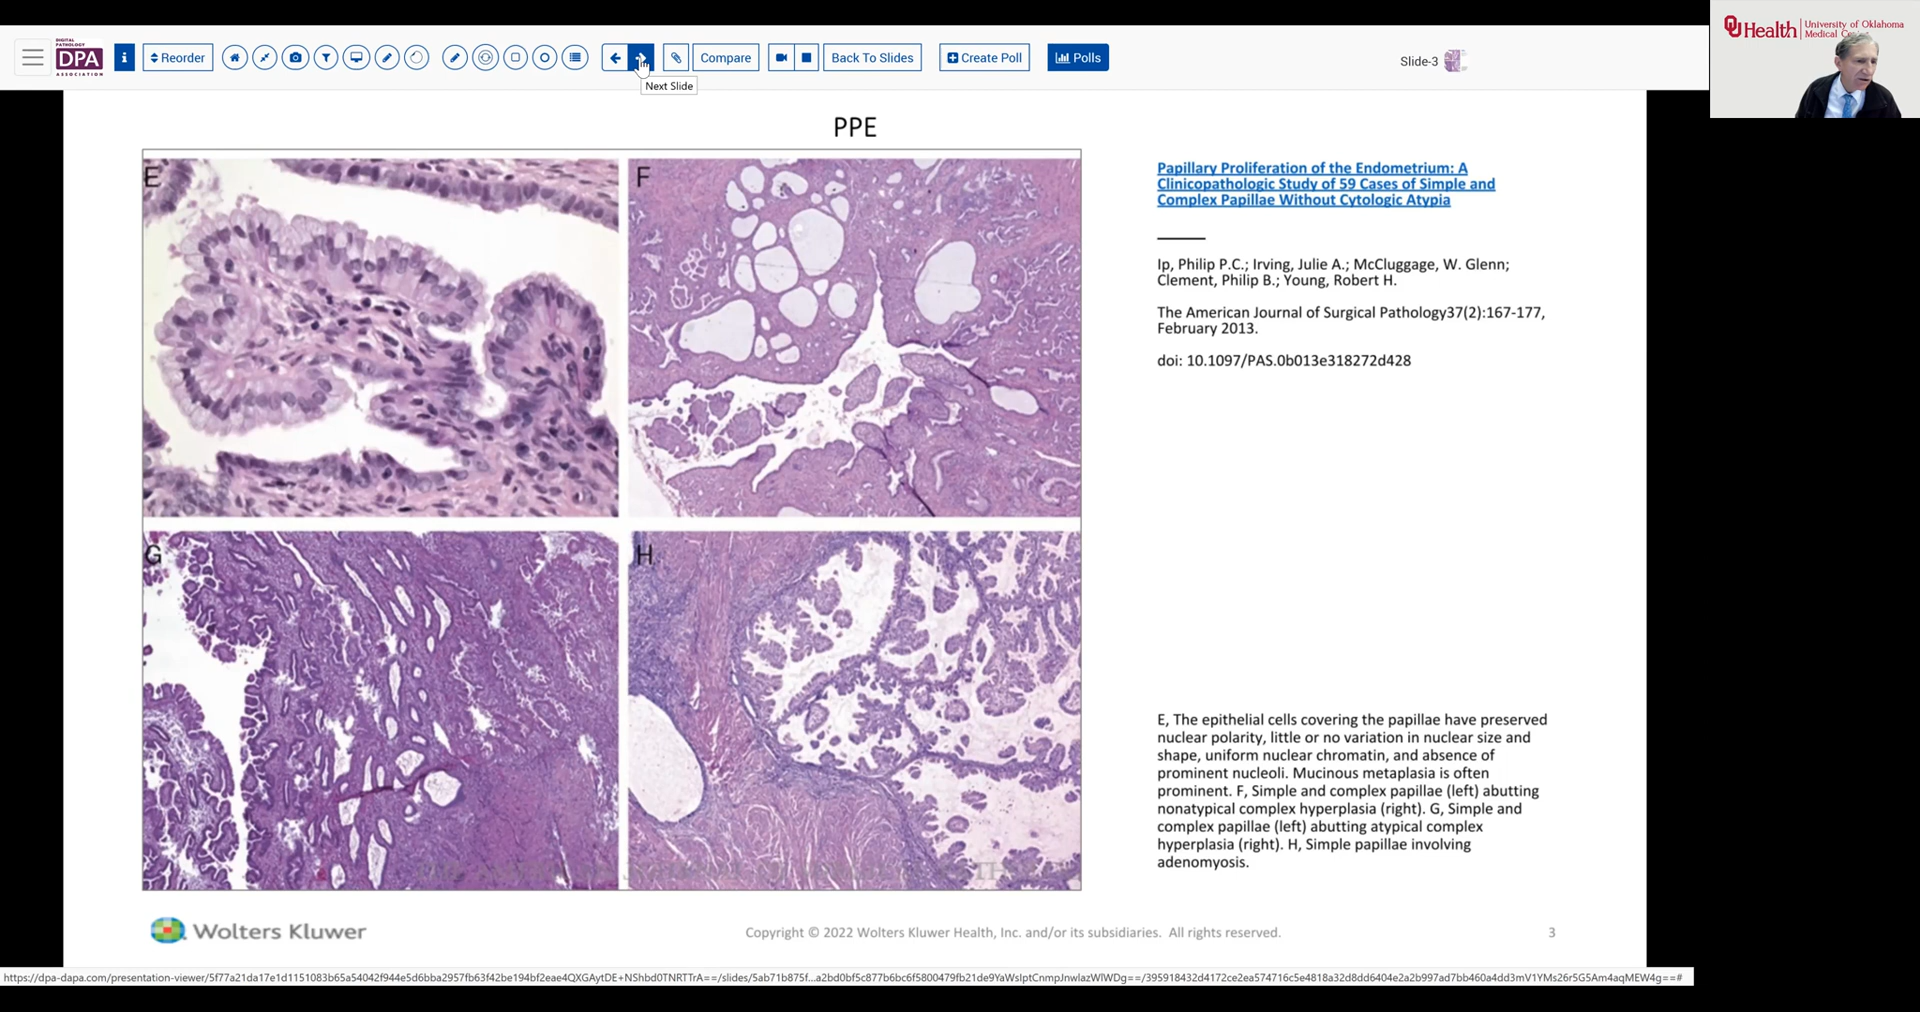 DIGITAL
PATHOLOGY
DPA
ASSOCIATION
i
Reorder
Compare
Back To Slides
Create Poll
Polls
Next Slide
Slide-3
OU Health
University of Oklahoma
Medical
PPE
E
F
G
H
Papillary Proliferation of the Endometrium: A
Clinicopathologic Study of 59 Cases of Simple and
Complex Papillae Without Cytologic Atypia
Ip, Philip P.C.; Irving, Julie A.; McCluggage, W. Glenn;
Clement, Philip B.; Young, Robert H.
The American Journal of Surgical Pathology37(2):167-177,
February 2013.
doi: 10.1097/PAS.0b013e318272d428
E, The epithelial cells covering the papillae have preserved
nuclear polarity, little or no variation in nuclear size and
shape, uniform nuclear chromatin, and absence of
prominent nucleoli. Mucinous metaplasia is often
prominent. F, Simple and complex papillae (left) abutting
nonatypical complex hyperplasia (right). G, Simple and
complex papillae (left) abutting atypical complex
hyperplasia (right). H, Simple papillae involving
adenomyosis.
Wolters Kluwer
Copyright © 2022 Wolters Kluwer Health, Inc. and/or its subsidiaries. All rights reserved.
3